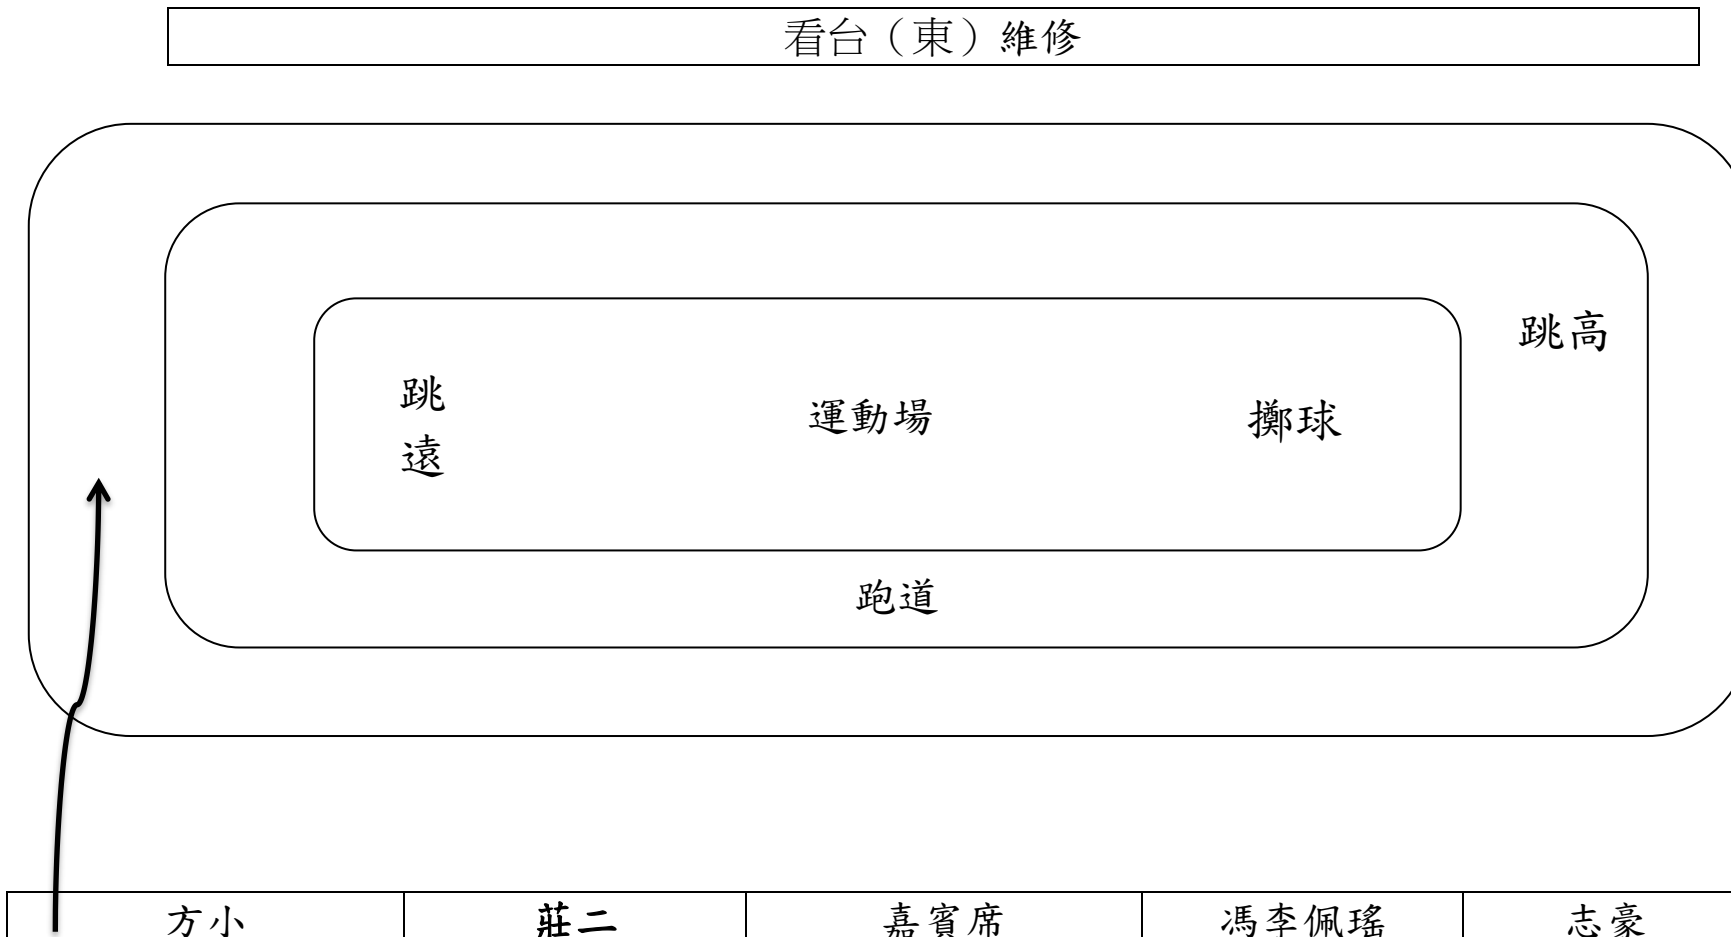 看台（東）維修
跳高
跳
遠
運動場
擲球
跑道
方小
莊二
嘉賓席
馮李佩瑤
志豪